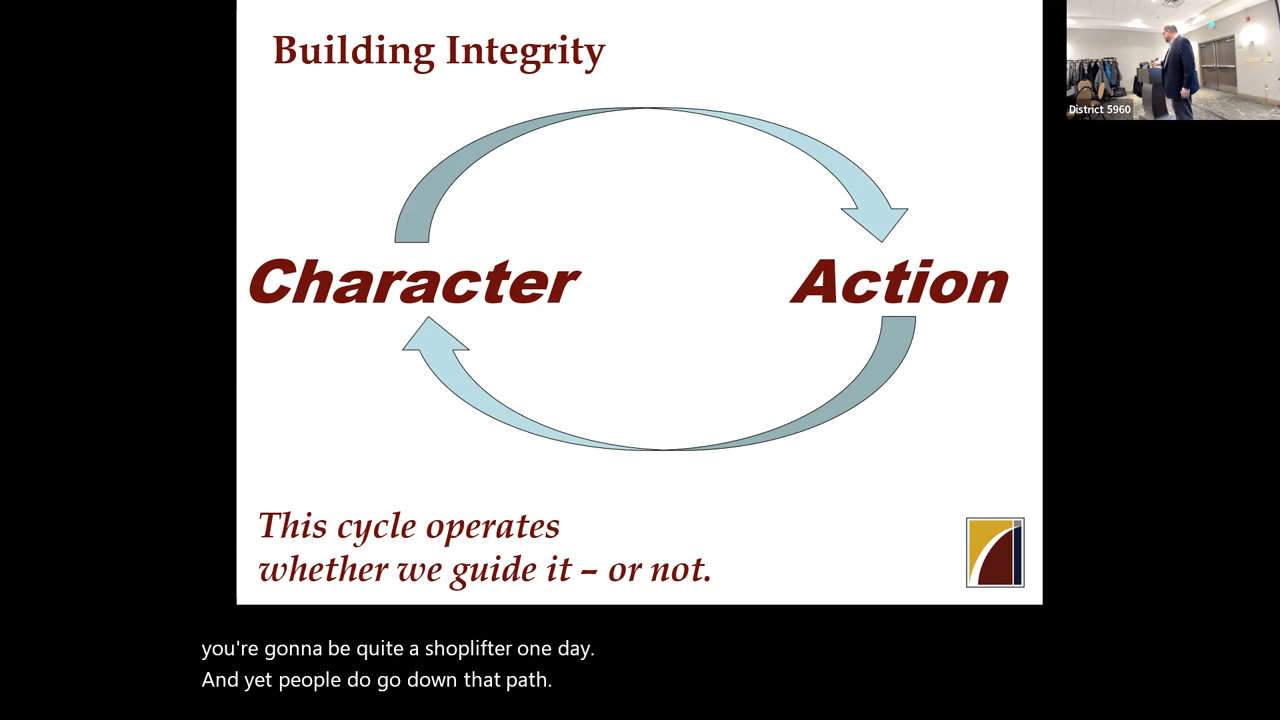 Building Integrity
District 5960
Character
Action
This cycle operates
whether we guide it – or not.
you're gonna be quite a shoplifter one day.
And yet people do go down that path.